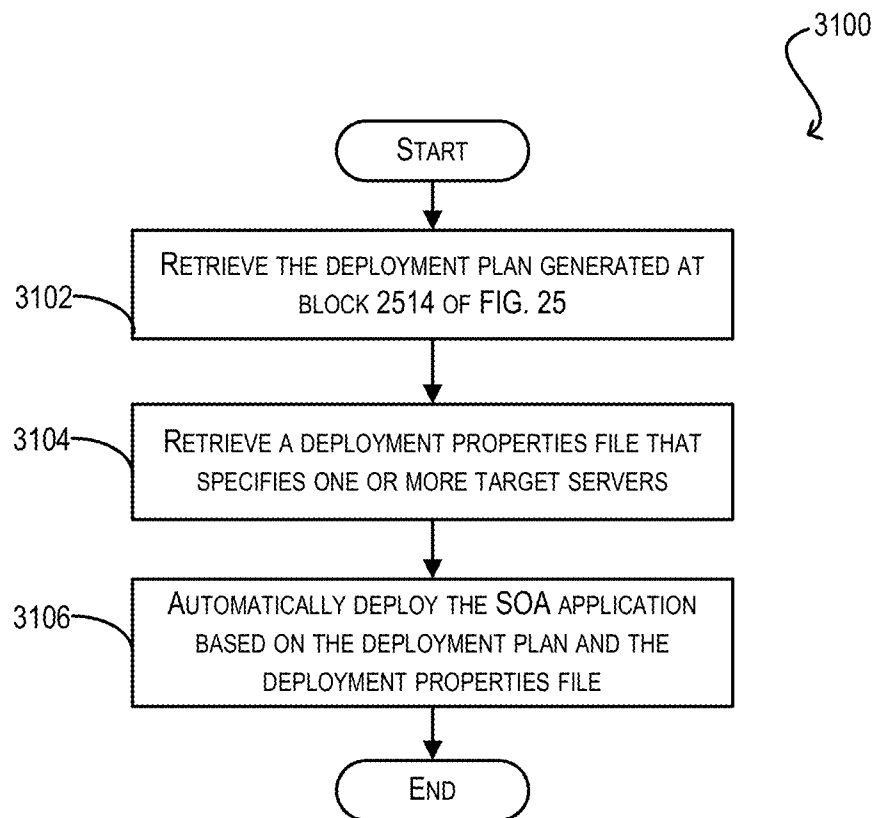 3100
START
RETRIEVE THE DEPLOYMENT PLAN GENERATED AT
BLOCK 2514 OF FIG. 25
3102
RETRIEVE A DEPLOYMENT PROPERTIES FILE THAT
SPECIFIES ONE OR MORE TARGET SERVERS
3104
AUTOMATICALLY DEPLOY THE SOA APPLICATION
BASED ON THE DEPLOYMENT PLAN AND THE
DEPLOYMENT PROPERTIES FILE
3106
END